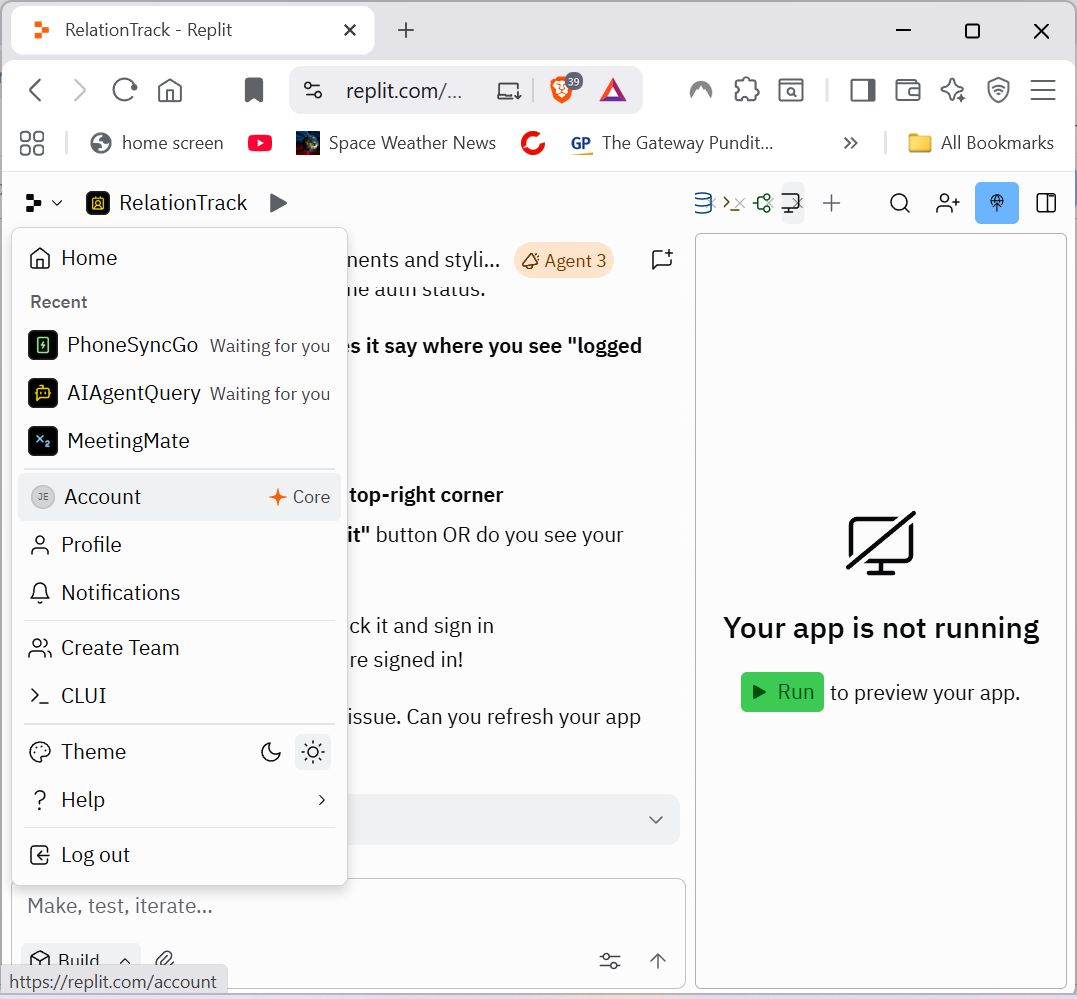 RelationTrack - Replit
replit.com/...
39
home screen
Space Weather News
GP
The Gateway Pundit...
All Bookmarks
RelationTrack
Home
Recent
PhoneSyncGo Waiting for you
AIAgentQuery Waiting for you
x2 MeetingMate
JE Account Core
Profile
Notifications
Create Team
CLUI
Theme
Help
Log out
nents and styli...
Agent 3
he auth status.
s it say where you see "logged
top-right corner
it" button OR do you see your
ck it and sign in
re signed in!
issue. Can you refresh your app
Make, test, iterate...
Build
https://replit.com/account
Your app is not running
Run to preview your app.